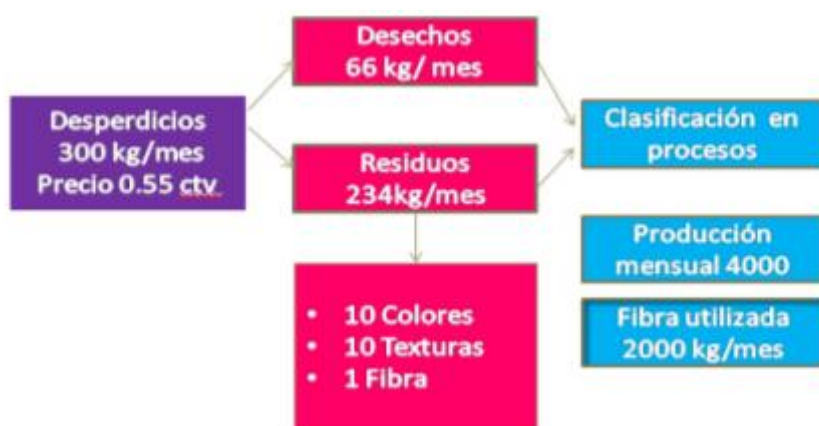 Desechos
66 kg/ mes
Desperdicios
300 kg/mes
Precio 0.55 ctv
Residuos
234kg/mes
Clasificación en
procesos
• 10 Colores
• 10 Texturas
• 1 Fibra
Producción
mensual 4000
Fibra utilizada
2000 kg/mes